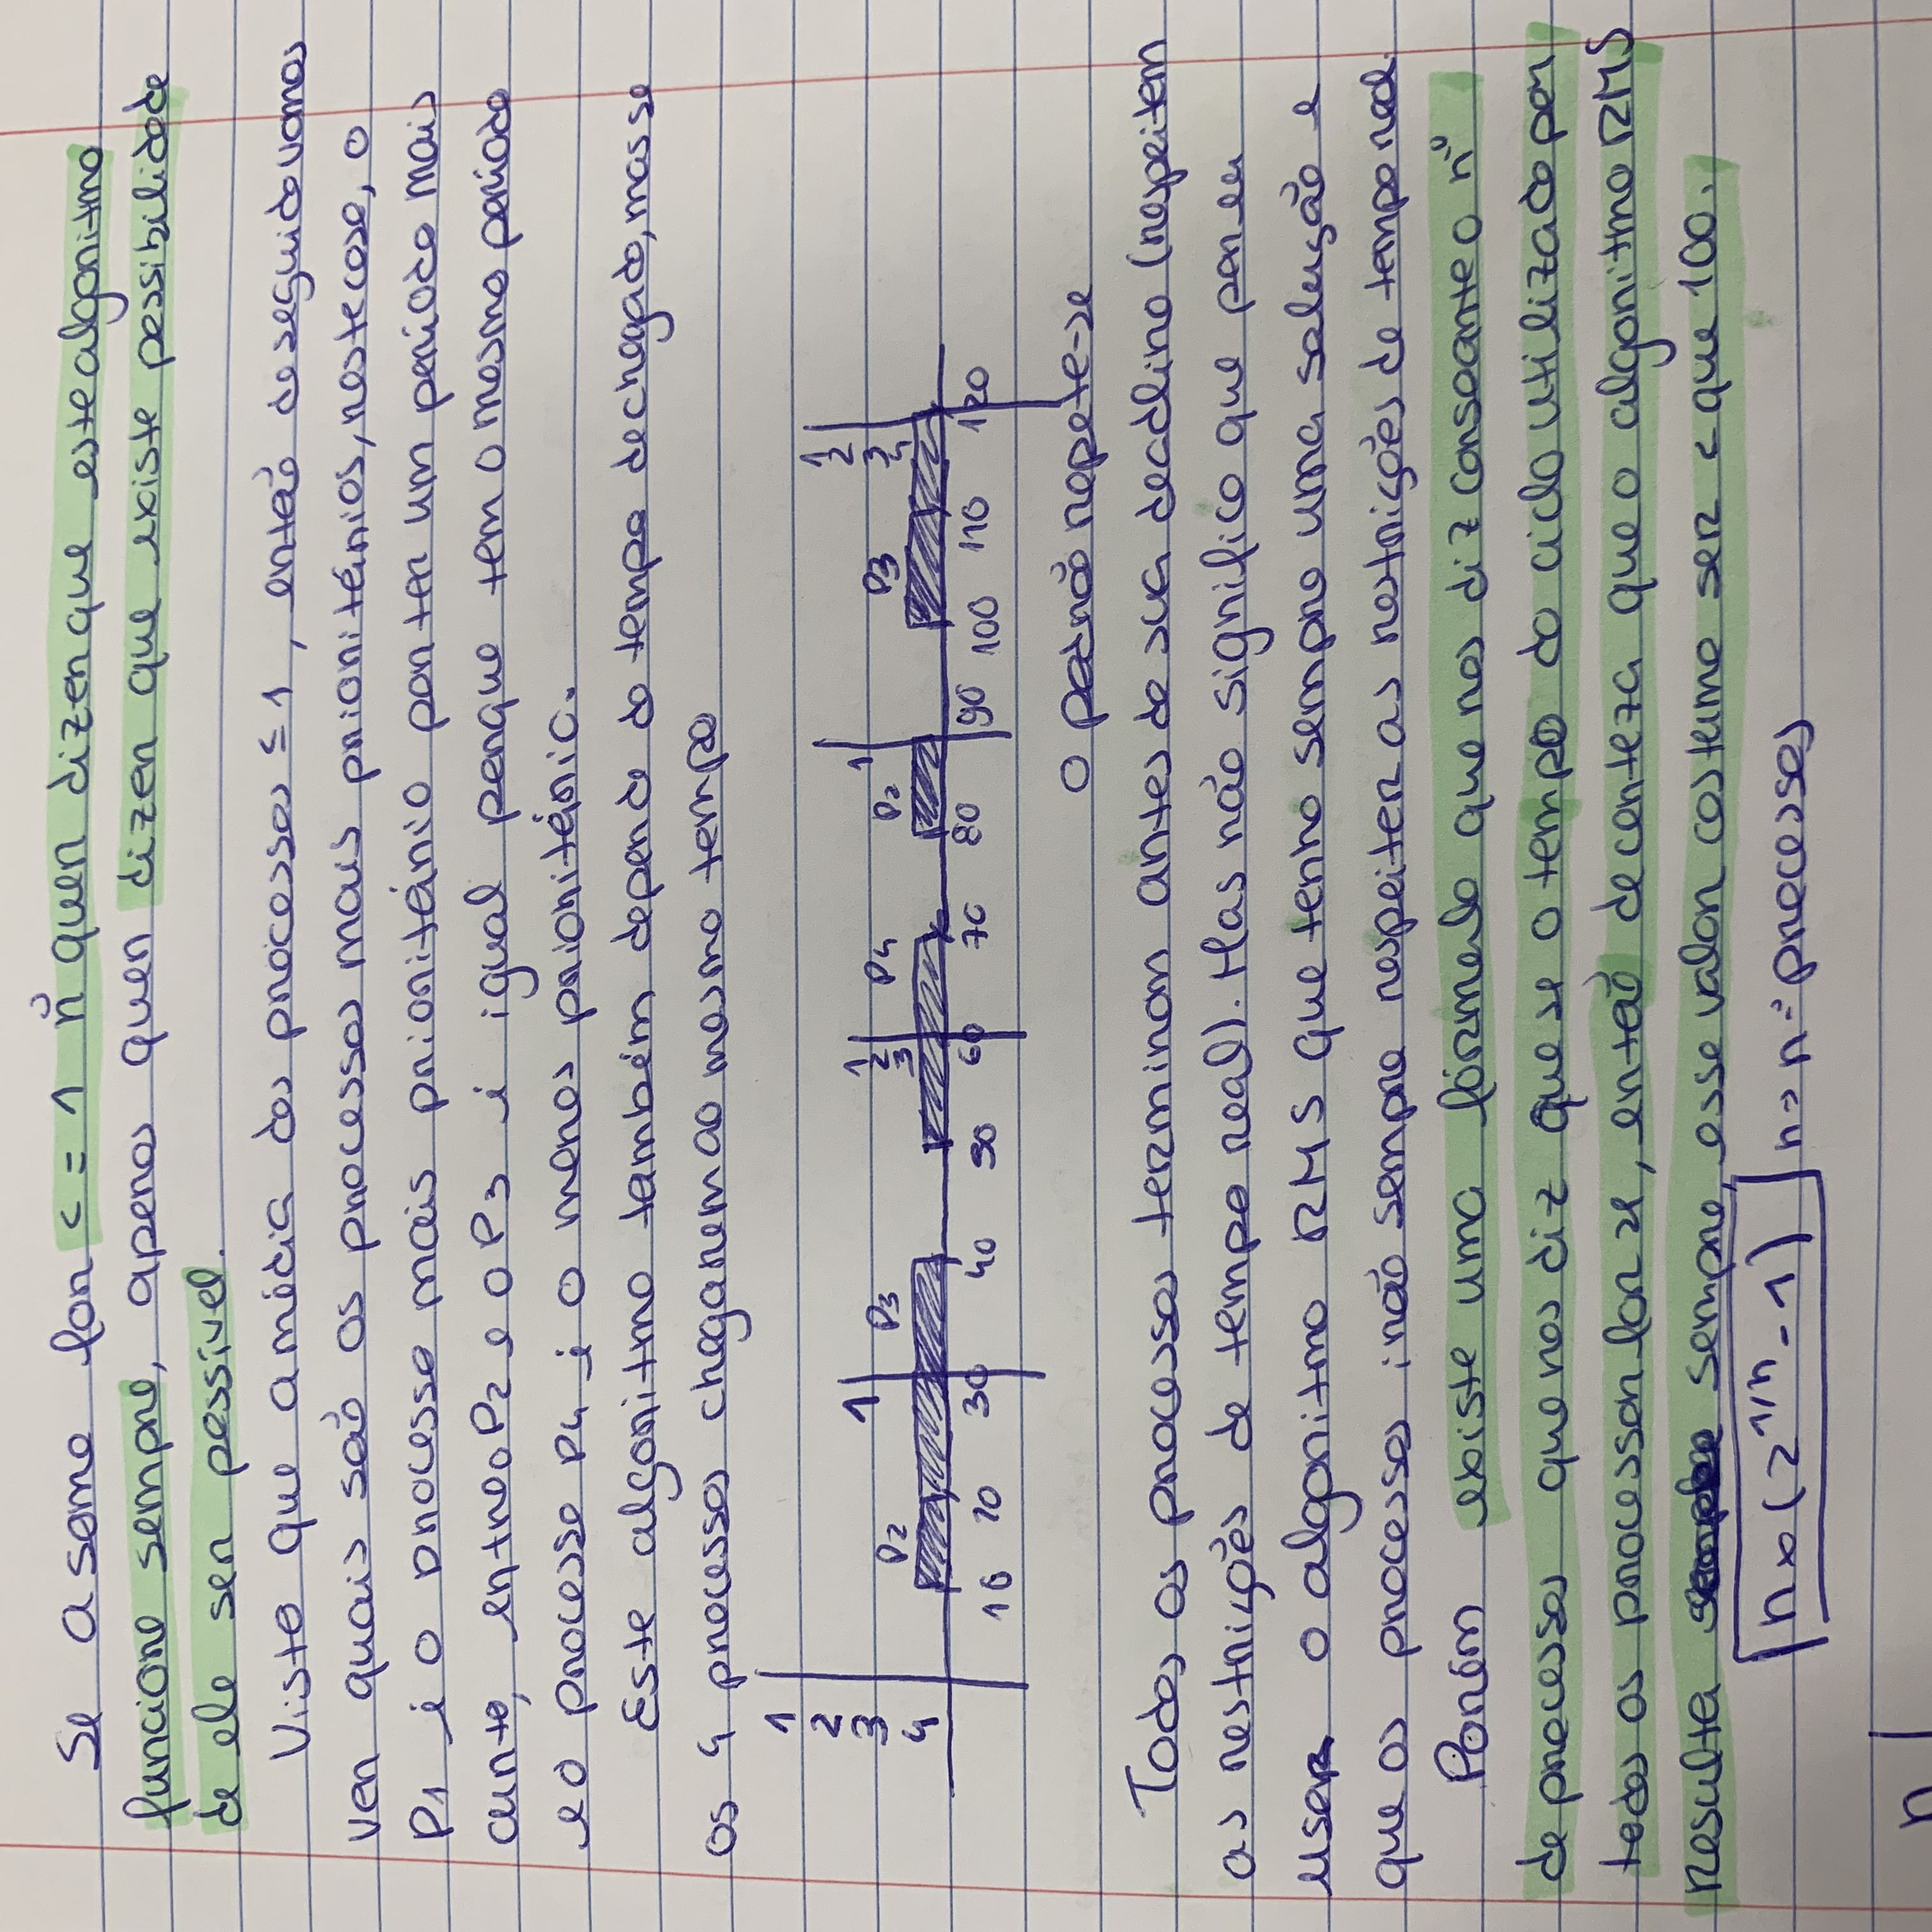 Se a soma for <= 1 ñ quer dizer que este algoritmo
funciona sempre, apenas quer dizer que existe possibilidade
de ele ser possível.
Visto que a média dos processos ≤ 1, então de seguida vamos
ver quais são os processos mais prioritários, neste caso, o
P1 é o processo mais prioritário por ter um período mais
curto, entre o P2 e o P3 é igual porque tem o mesmo período
e o processo P4 é o menos prioritário.
Este algoritmo também depende do tempo de chegada, mas se
os 4 processos chegarem ao mesmo tempo
1
2
3
4
P2 1 P3 1 2 3 P4 P2 1 P3 1 2 3 4
10 20 30 40 50 60 70 80 90 100 110 120
O padrão repete-se
Todos os processos terminam antes da sua deadline (respeitem
as restrições de tempo real). Mas não significa que por eu
usar o algoritmo RMS que tenho sempre uma solução e
que os processos irão sempre respeitar as restrições de tempo real.
Porém existe uma fórmula que nos diz consoante o nº
de processos que nos diz que se o tempo do ciclo utilizado por
todos os processos for x, então de certeza que o algoritmo RMS
resulta sempre, esse valor costuma ser < que 100.
n × (2^1/n - 1) n -> nº processos
n